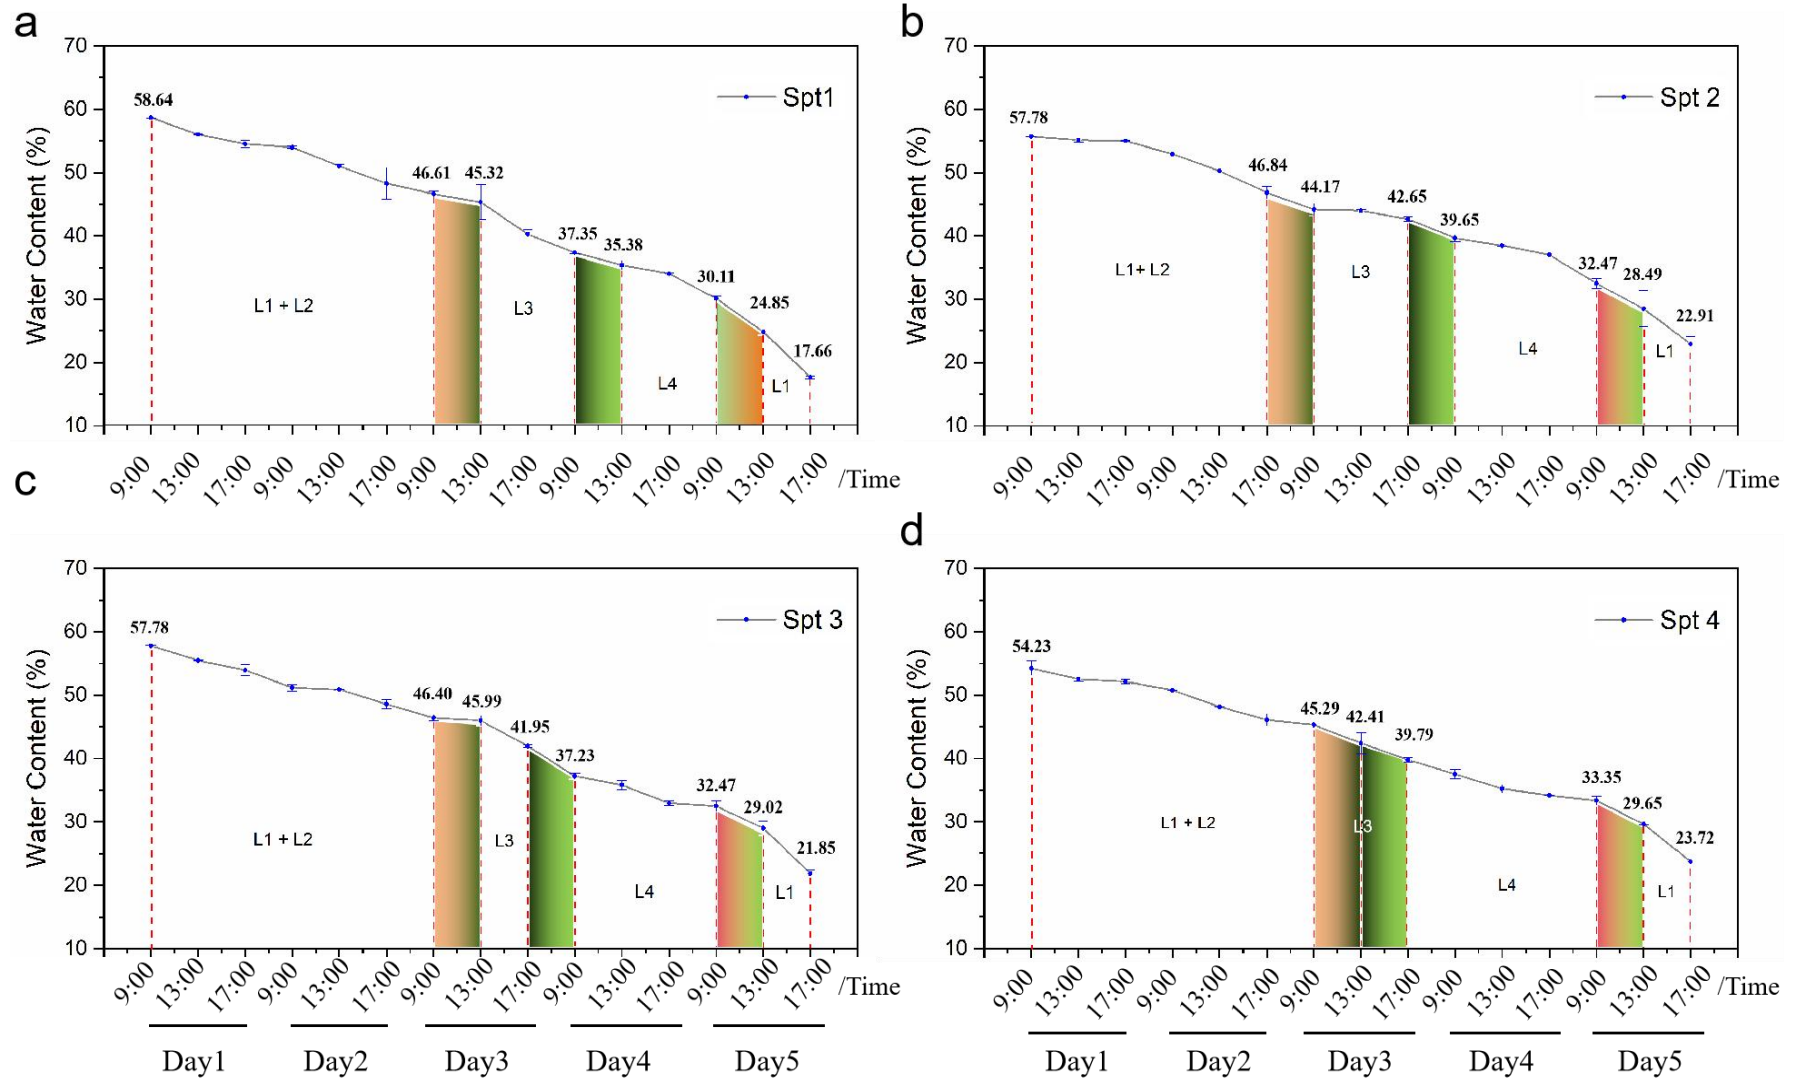 a
70
60
50
40
30
20
10
Water Content (%)
Spt1
58.64
46.61
45.32
37.35
35.38
30.11
24.85
17.66
L1 + L2
L3
L4
L1
9:00 13:00 17:00 9:00 13:00 17:00 9:00 13:00 17:00 9:00 13:00 17:00 9:00 13:00 17:00 /Time
b
70
60
50
40
30
20
10
Water Content (%)
Spt 2
57.78
46.84
44.17
42.65
39.65
32.47
28.49
22.91
L1+ L2
L3
L4
L1
9:00 13:00 17:00 9:00 13:00 17:00 9:00 13:00 17:00 9:00 13:00 17:00 9:00 13:00 17:00 /Time
c
70
60
50
40
30
20
10
Water Content (%)
Spt 3
57.78
46.40
45.99
41.95
37.23
32.47
29.02
21.85
L1 + L2
L3
L4
L1
9:00 13:00 17:00 9:00 13:00 17:00 9:00 13:00 17:00 9:00 13:00 17:00 9:00 13:00 17:00 /Time
Day1 Day2 Day3 Day4 Day5
d
70
60
50
40
30
20
10
Water Content (%)
Spt 4
54.23
45.29
42.41
39.79
33.35
29.65
23.72
L1 + L2
L3
L4
L1
9:00 13:00 17:00 9:00 13:00 17:00 9:00 13:00 17:00 9:00 13:00 17:00 9:00 13:00 17:00 /Time
Day1 Day2 Day3 Day4 Day5